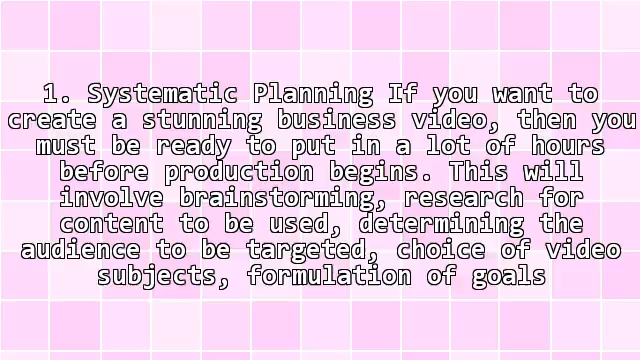 1. Systematic Planning If you want to
create a stunning business video, then you
must be ready to put in a lot of hours
before production begins. This will
involve brainstorming, research for
content to be used, determining the
audience to be targeted, choice of video
subjects, formulation of goals